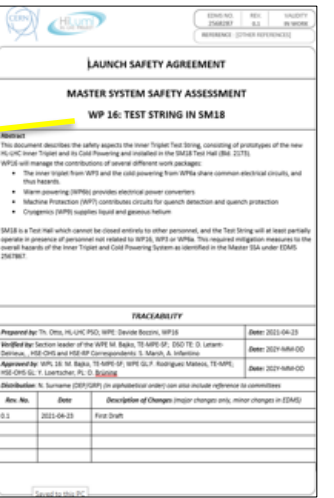 CERN
HiLumi
EDMS NO. REV. VALIDITY
2568287 0.1 IN WORK
REFERENCE : [OTHER REFERENCES]
LAUNCH SAFETY AGREEMENT
MASTER SYSTEM SAFETY ASSESSMENT
WP 16: TEST STRING IN SM18
Abstract
This document describes the safety aspects the Inner Triplet Test String, consisting of prototypes of the new
HL-LHC Inner Triplet and its Cold Powering and installed in the SM18 Test Hall (Bld. 2173).
WP16 will manage the contributions of several different work packages:
• The inner triplet from WP3 and the cold powering from WP6a share common electrical circuits, and
thus hazards.
• Warm powering (WP6b) provides electrical power converters
• Machine Protection (WP7) contributes circuits for quench detection and quench protection
• Cryogenics (WP9) supplies liquid and gaseous helium
SM18 is a Test Hall which cannot be closed entirely to other personnel, and the Test String will at least partially
operate in presence of personnel not related to WP16, WP3 or WP6a. This required mitigation measures to the
overall hazards of the Inner Triplet and Cold Powering System as identified in the Master SSA under EDMS
2567867.
TRACEABILITY
Prepared by: Th. Otto, HL-LHC PSO; WPE: Davide Bozzini, WP16 Date: 2021-04-23
Verified by: Section leader of the WPE M. Bajko, TE-MPE-SF; DSO TE: D. Letant-
Delrieux, , HSE-OHS and HSE-RP Correspondents: S. Marsh, A. Infantino Date: 202Y-MM-DD
Approved by: WPL 16: M. Bajko, TE-MPE-SF; WPE GL:F. Rodriguez Mateos, TE-MPE;
HSE-OHS GL: Y. Loertscher, PL: O. Brüning Date: 202Y-MM-DD
Distribution: N. Surname (DEP/GRP) (in alphabetical order) can also include reference to committees
Rev. No. Date Description of Changes (major changes only, minor changes in EDMS)
0.1 2021-04-23 First Draft
Saved to this PC